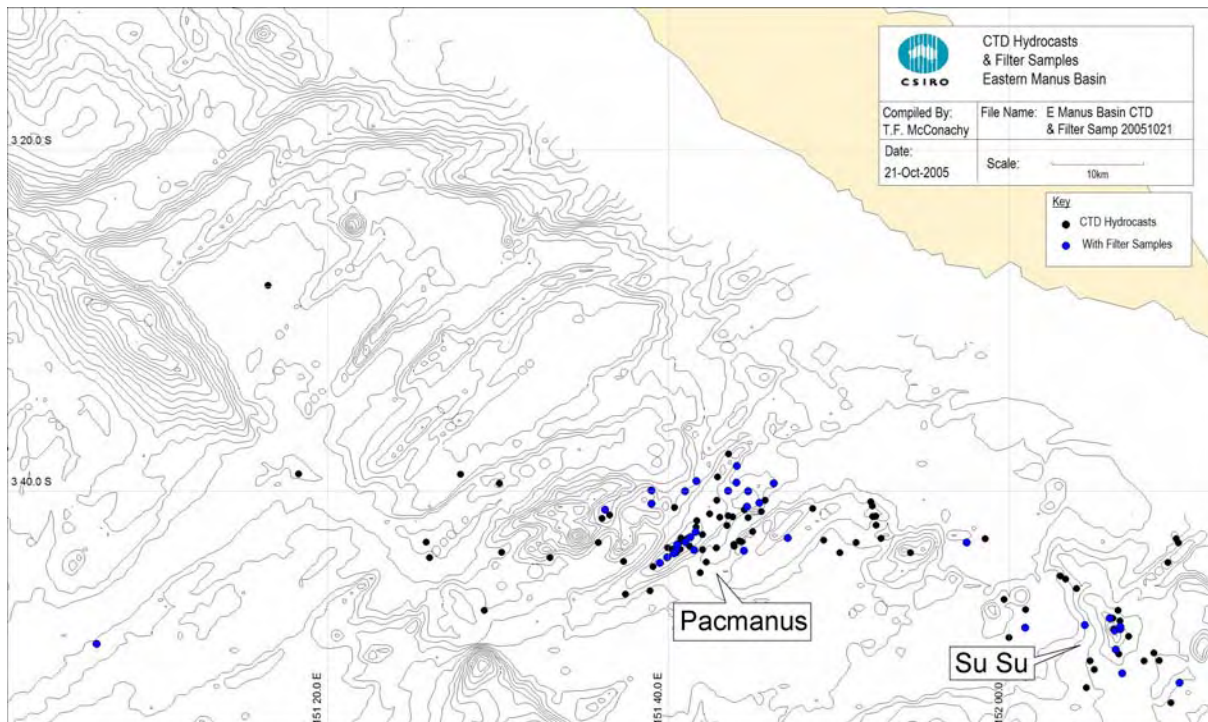 CSIRO
CTD Hydrocasts
& Filter Samples
Eastern Manus Basin
Compiled By:
T.F. McConachy
File Name: E Manus Basin CTD
& Filter Samp 20051021
Date:
21-Oct-2005
Scale:
10km
Key
CTD Hydrocasts
With Filter Samples
3 20.0 S
3 40.0 S
Pacmanus
Su Su
151 20.0 E
151 40.0 E
152 00.0 E